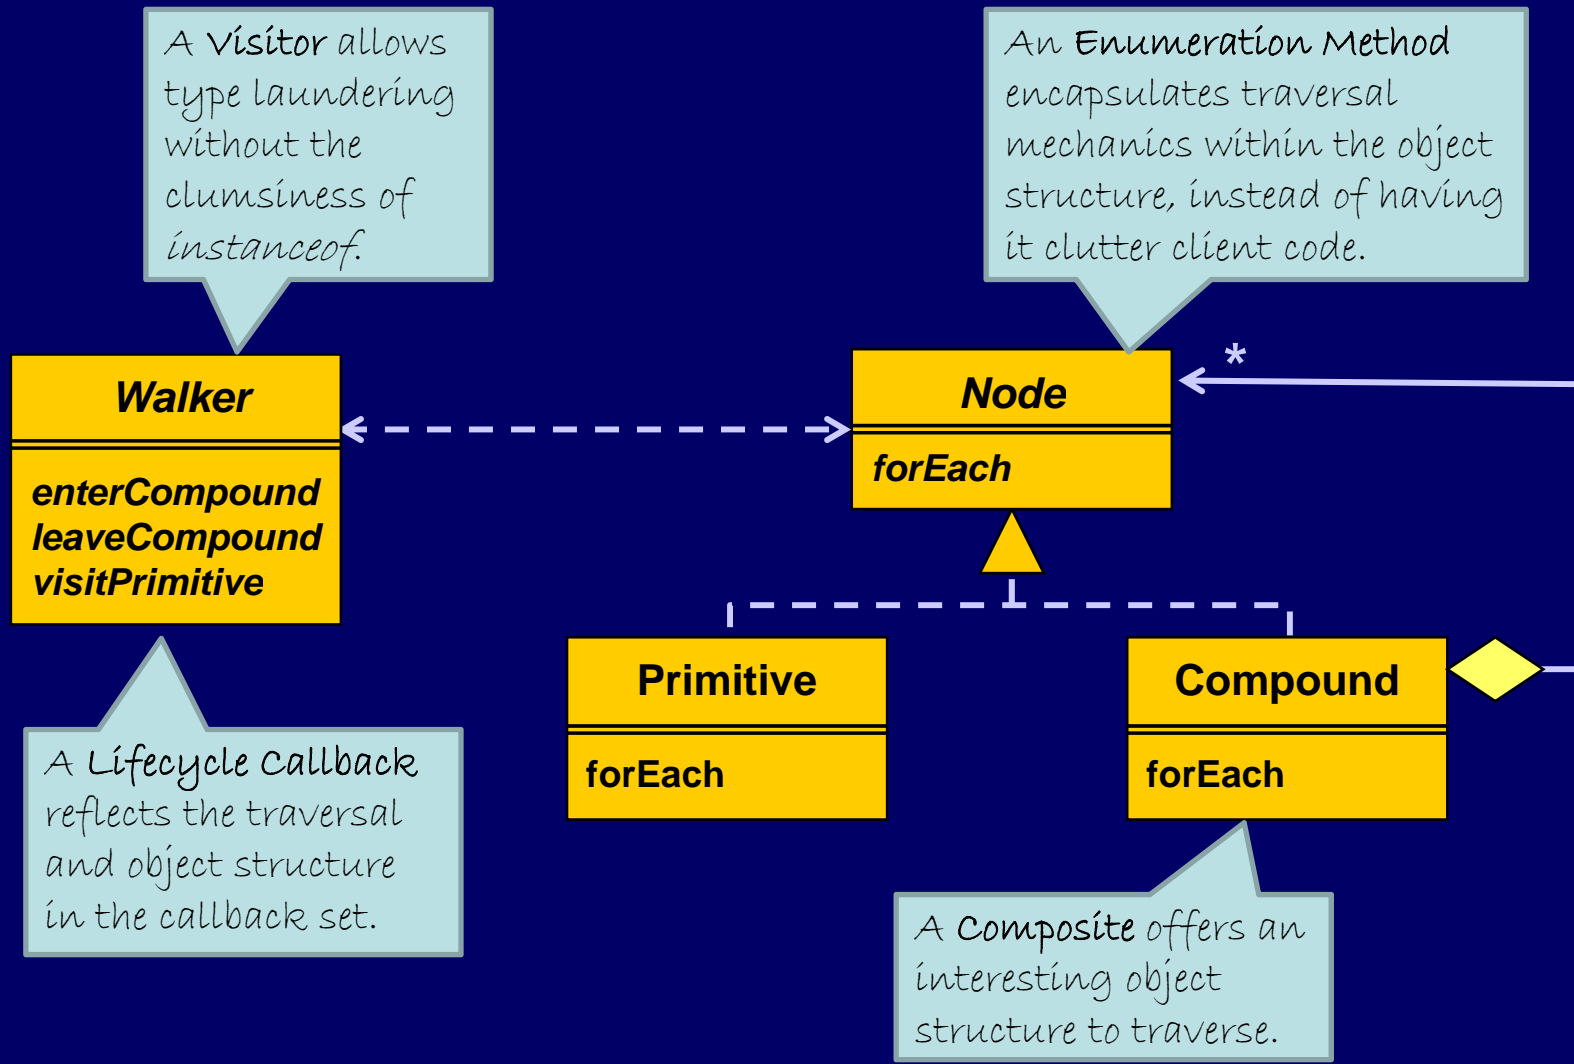 A Visitor allows
type laundering
without the
clumsiness of
instanceof.
An Enumeration Method
encapsulates traversal
mechanics within the object
structure, instead of having
it clutter client code.
Walker
enterCompound
leaveCompound
visitPrimitive
Node
forEach
*
Primitive
forEach
Compound
forEach
A Lifecycle Callback
reflects the traversal
and object structure
in the callback set.
A Composite offers an
interesting object
structure to traverse.